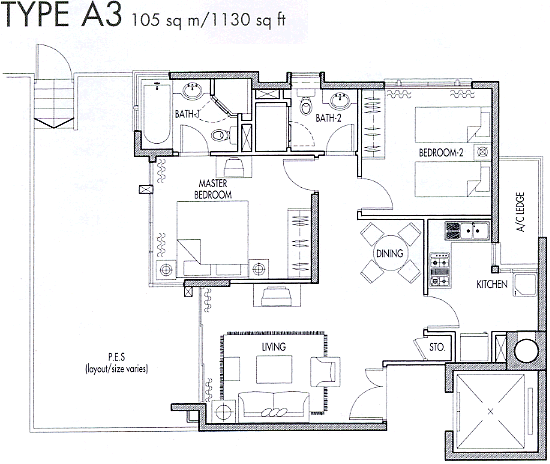 TYPE A3 105 sq m/1130 sq ft
BATH-1
BATH-2
BEDROOM-2
MASTER
BEDROOM
A/C LEDGE
DINING
KITCHEN
STO.
LIVING
P.E.S
(layout/size varies)